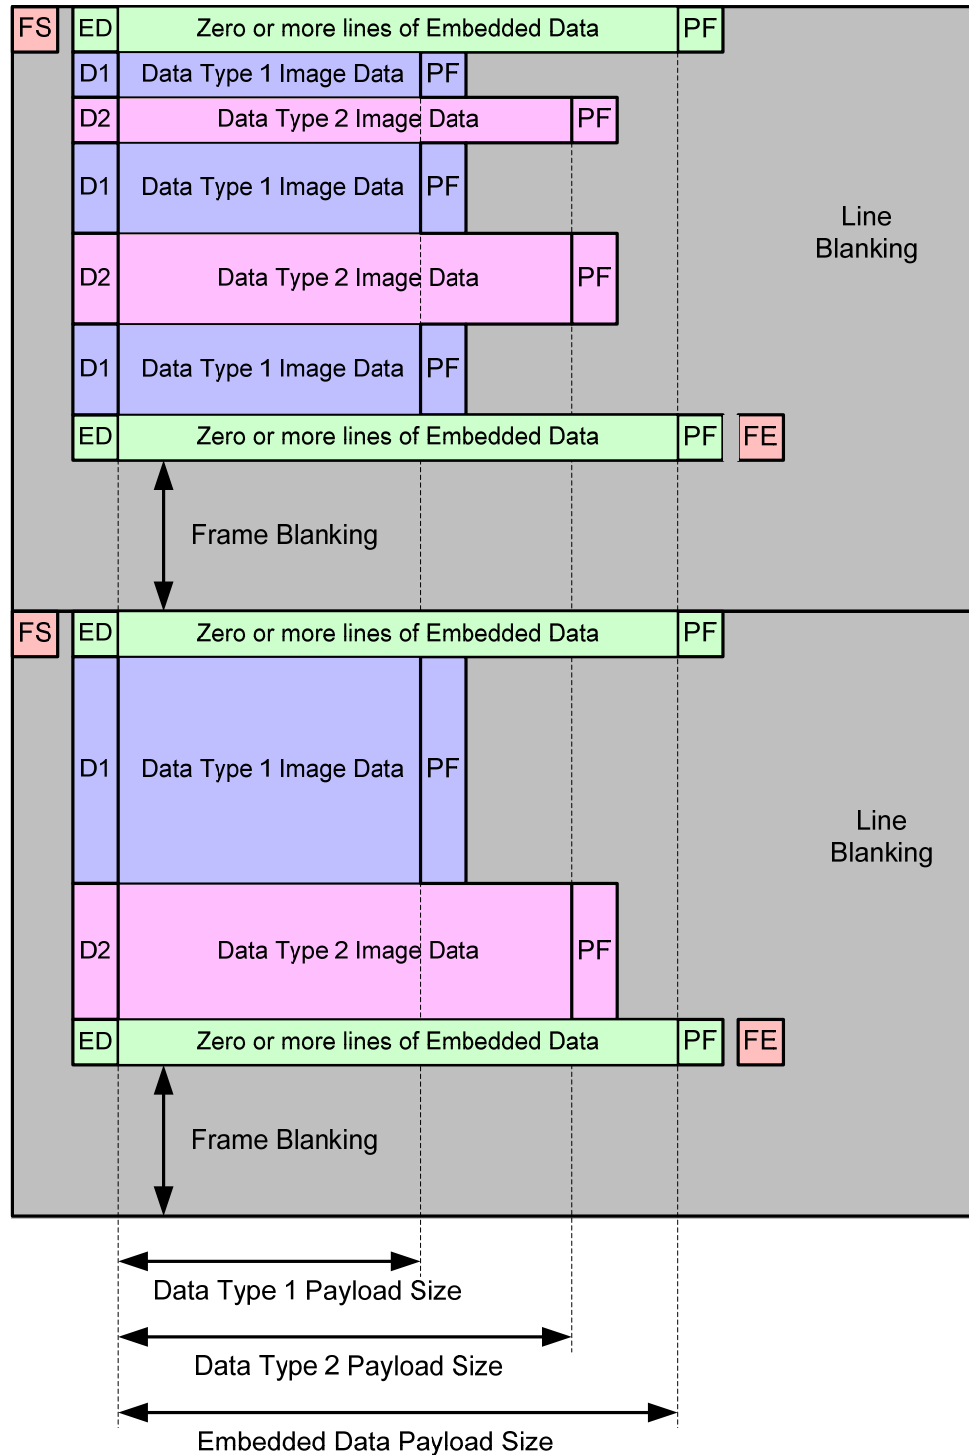 FS ED Zero or more lines of Embedded Data PF
D1 Data Type 1 Image Data PF
D2 Data Type 2 Image Data PF
D1 Data Type 1 Image Data PF
Line
Blanking
D2 Data Type 2 Image Data PF
D1 Data Type 1 Image Data PF
ED Zero or more lines of Embedded Data PF FE
Frame Blanking
FS ED Zero or more lines of Embedded Data PF
D1 Data Type 1 Image Data PF
Line
Blanking
D2 Data Type 2 Image Data PF
ED Zero or more lines of Embedded Data PF FE
Frame Blanking
Data Type 1 Payload Size
Data Type 2 Payload Size
Embedded Data Payload Size